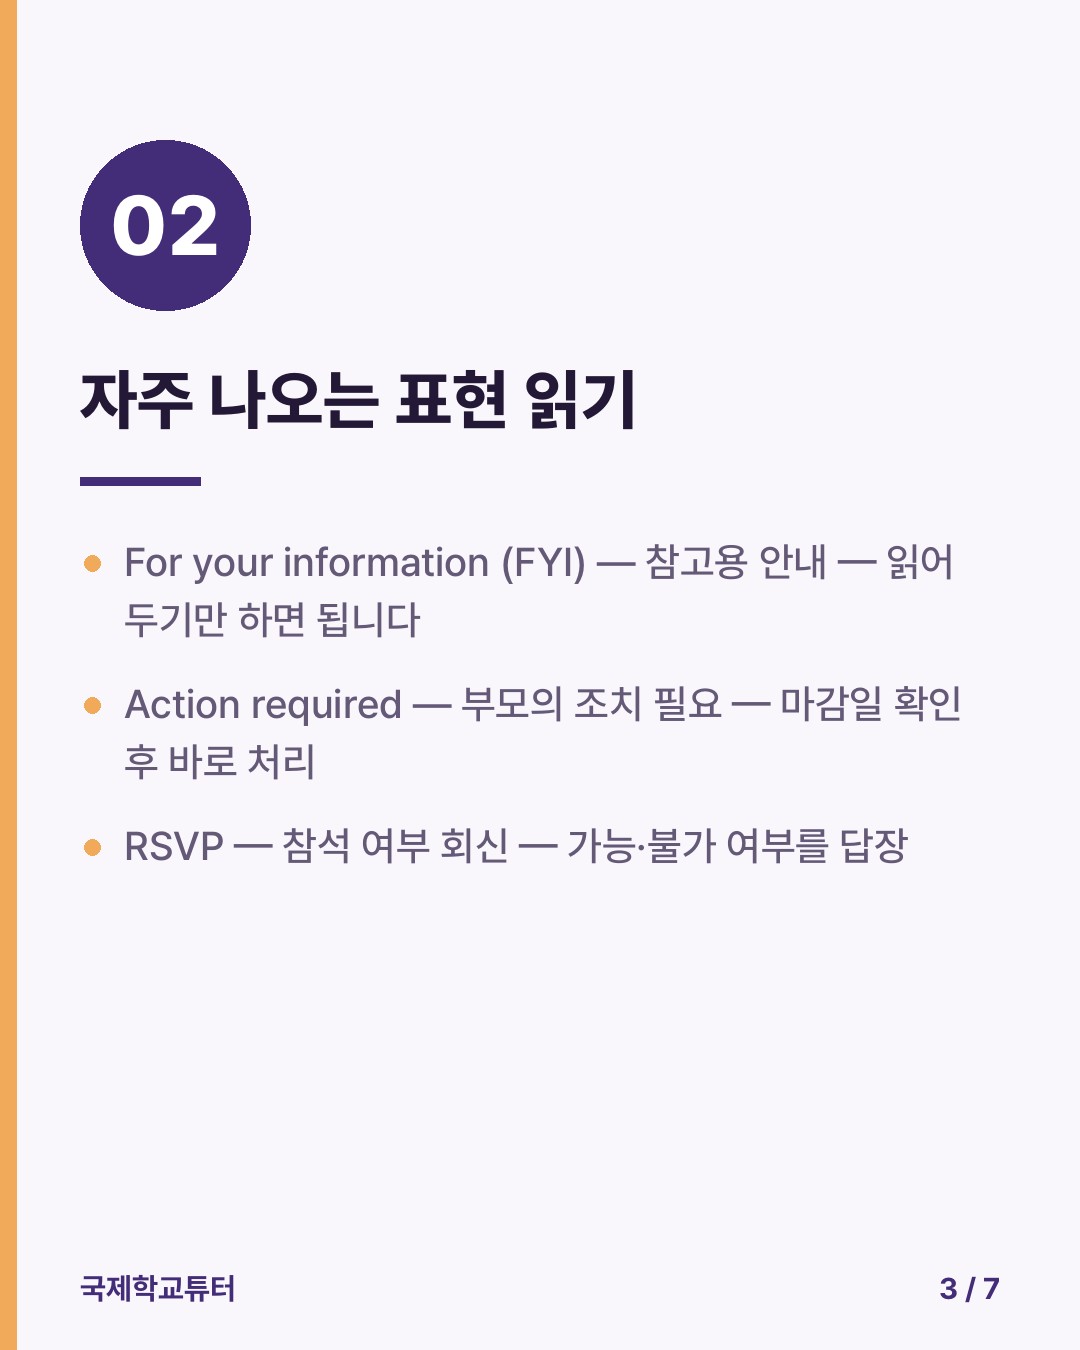 02
자주 나오는 표현 읽기
For your information (FYI) — 참고용 안내 — 읽어
두기만 하면 됩니다
Action required — 부모의 조치 필요 — 마감일 확인
후 바로 처리
RSVP — 참석 여부 회신 — 가능·불가 여부를 답장
국제학교튜터
3 / 7